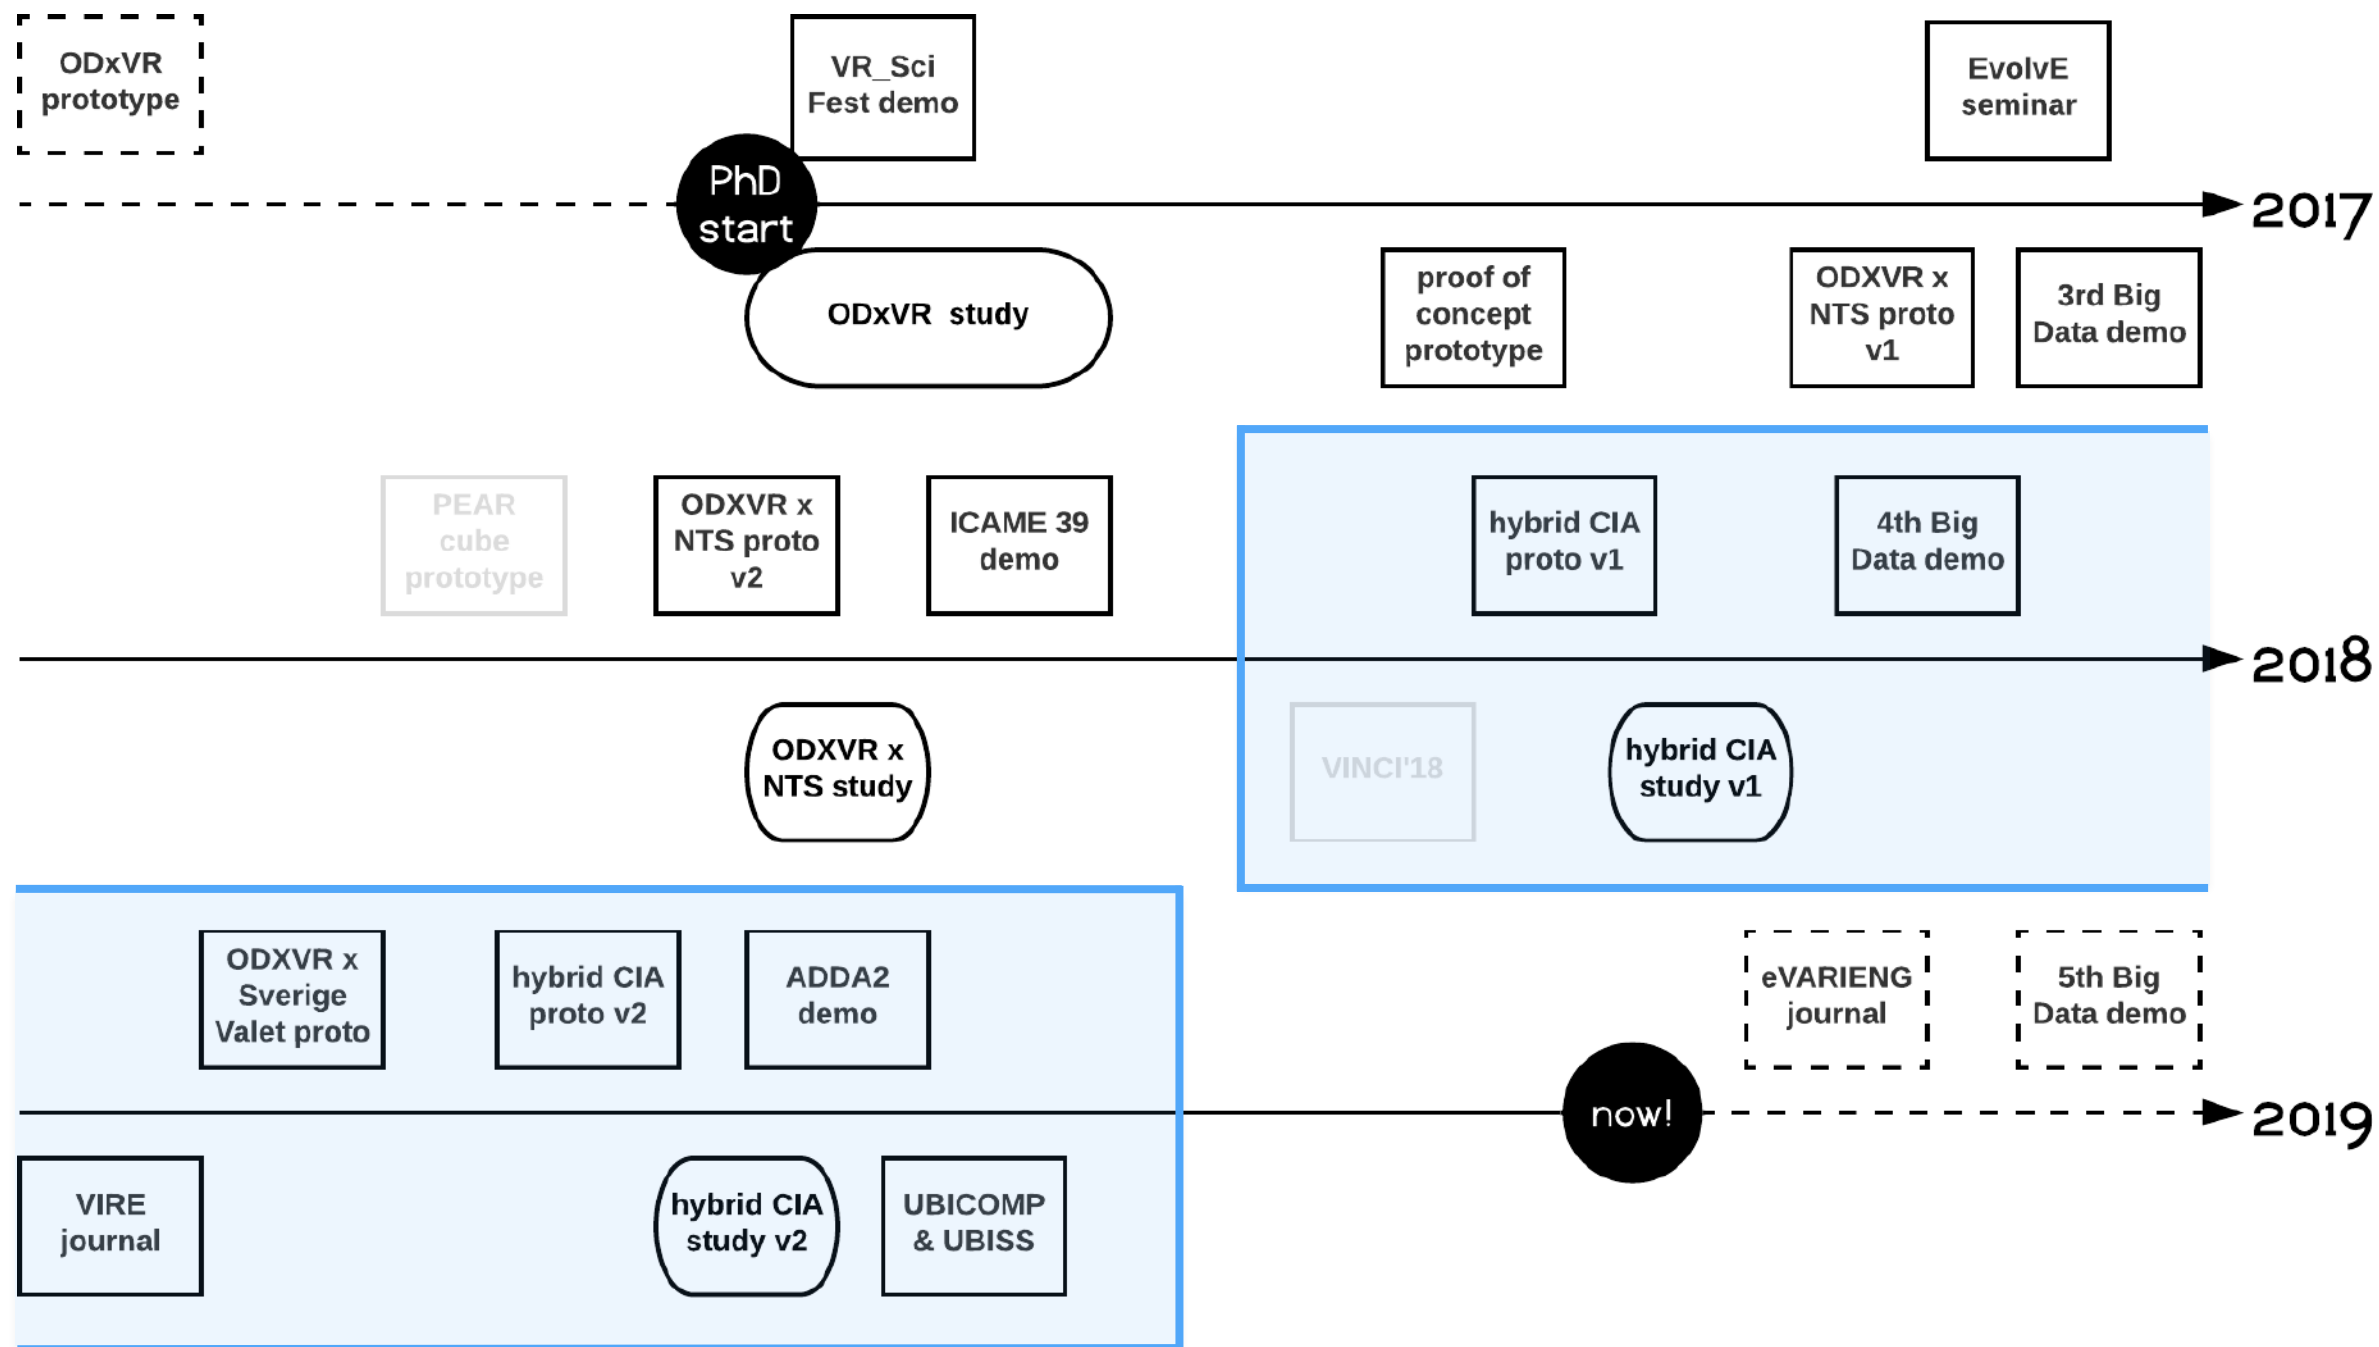 ODxVR
prototype
VR_Sci
Fest demo
EvolvE
seminar
PhD
start
2017
ODxVR study
proof of
concept
prototype
ODXVR x
NTS proto
v1
3rd Big
Data demo
PEAR
cube
prototype
ODXVR x
NTS proto
v2
ICAME 39
demo
hybrid CIA
proto v1
4th Big
Data demo
2018
ODXVR x
NTS study
VINCI'18
hybrid CIA
study v1
ODXVR x
Sverige
Valet proto
hybrid CIA
proto v2
ADDA2
demo
eVARIENG
journal
5th Big
Data demo
now!
2019
VIRE
journal
hybrid CIA
study v2
UBICOMP
& UBISS